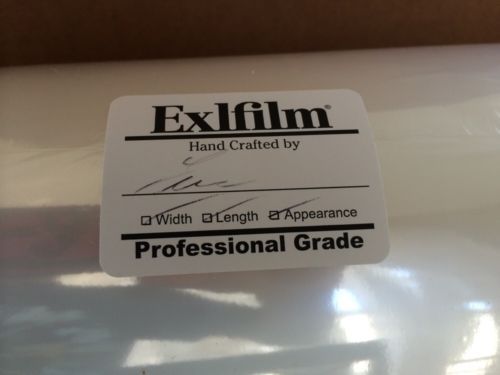 Exlfilm®
Hand Crafted by
Width Length Appearance
Professional Grade